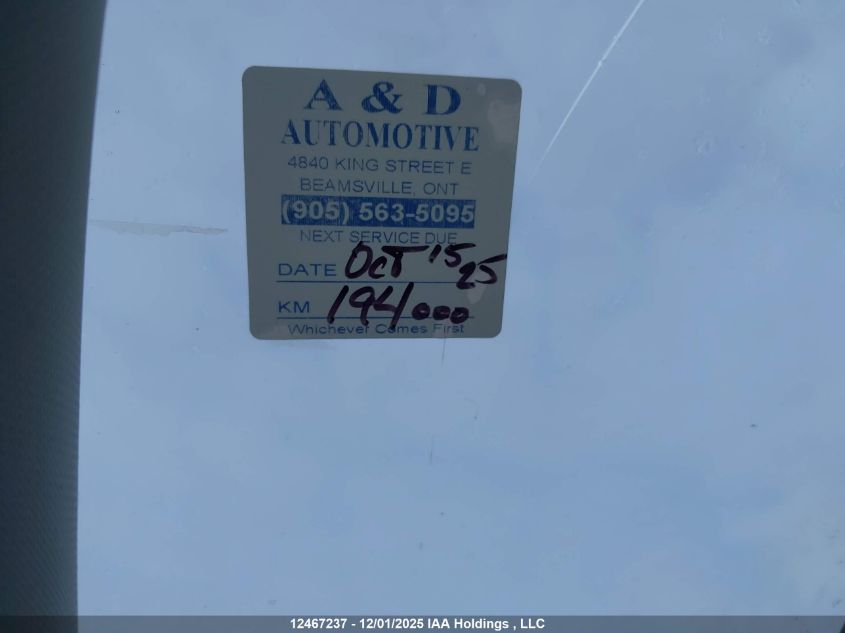 A & D
AUTOMOTIVE
4840 KING STREET E
BEAMSVILLE, ONT
(905) 563-5095
NEXT SERVICE DUE
DATE Oct 15 25
KM 194000
Whichever Comes First
12467237 - 12/01/2025 IAA Holdings , LLC